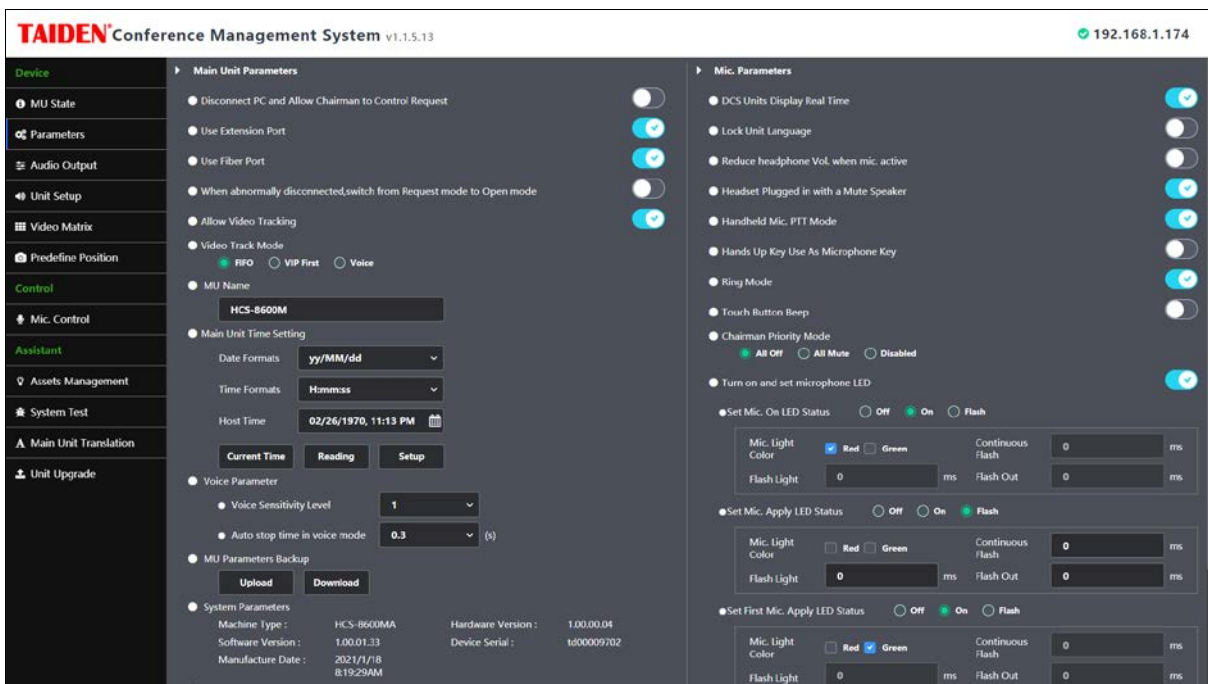 TAIDEN® Conference Management System v1.1.5.13
192.168.1.174
Device
MU State
Parameters
Audio Output
Unit Setup
Video Matrix
Predefine Position
Control
Mic. Control
Assistant
Assets Management
System Test
Main Unit Translation
Unit Upgrade
Main Unit Parameters
Disconnect PC and Allow Chairman to Control Request
Use Extension Port
Use Fiber Port
When abnormally disconnected,switch from Request mode to Open mode
Allow Video Tracking
Video Track Mode
FIFO VIP First Voice
MU Name
HCS-8600M
Main Unit Time Setting
Date Formats yy/MM/dd
Time Formats H:mm:ss
Host Time 02/26/1970, 11:13 PM
Current Time Reading Setup
Voice Parameter
Voice Sensitivity Level 1
Auto stop time in voice mode 0.3 (s)
MU Parameters Backup
Upload Download
System Parameters
Machine Type : HCS-8600MA Hardware Version : 1.00.00.04
Software Version : 1.00.01.33 Device Serial : td00009702
Manufacture Date : 2021/1/18
8:19:29AM
Mic. Parameters
DCS Units Display Real Time
Lock Unit Language
Reduce headphone Vol. when mic. active
Headset Plugged in with a Mute Speaker
Handheld Mic. PTT Mode
Hands Up Key Use As Microphone Key
Ring Mode
Touch Button Beep
Chairman Priority Mode
All Off All Mute Disabled
Turn on and set microphone LED
Set Mic. On LED Status Off On Flash
Mic. Light Color Red Green Continuous Flash 0 ms
Flash Light 0 ms Flash Out 0 ms
Set Mic. Apply LED Status Off On Flash
Mic. Light Color Red Green Continuous Flash 0 ms
Flash Light 0 ms Flash Out 0 ms
Set First Mic. Apply LED Status Off On Flash
Mic. Light Color Red Green Continuous Flash 0 ms
Flash Light 0 ms Flash Out 0 ms